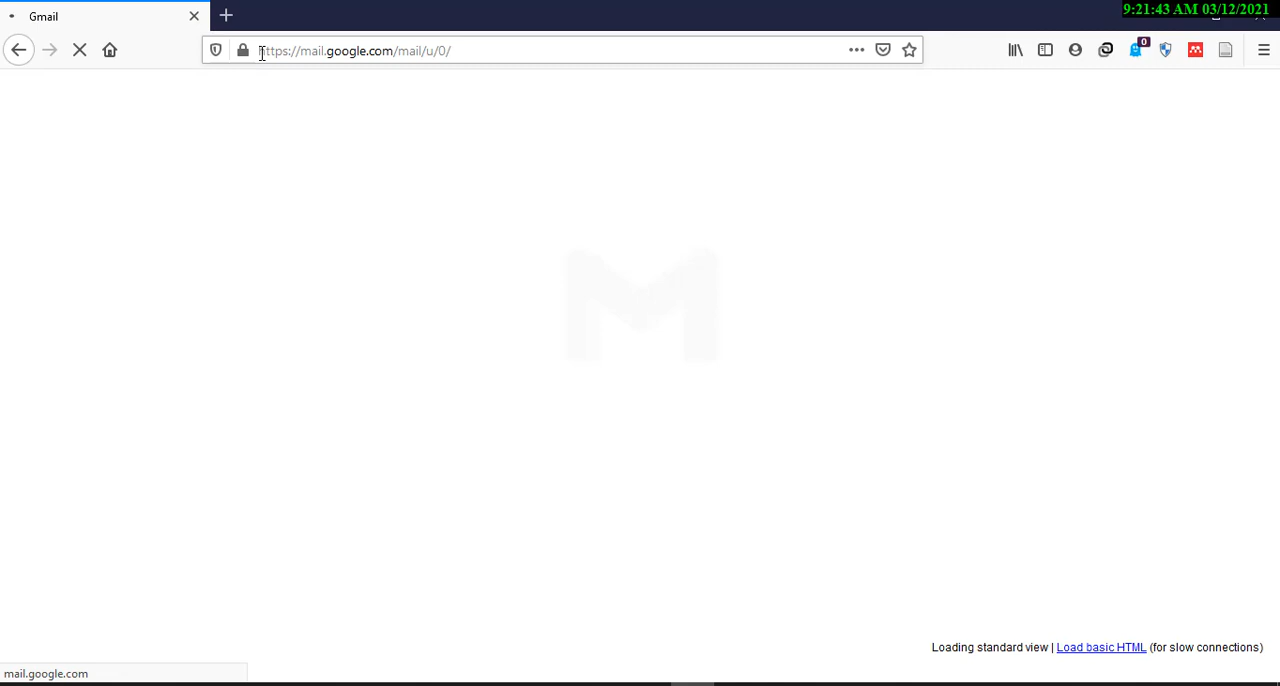 Gmail
9:21:43 AM 03/12/2021
https://mail.google.com/mail/u/0/
0
Loading standard view | Load basic HTML (for slow connections)
mail.google.com